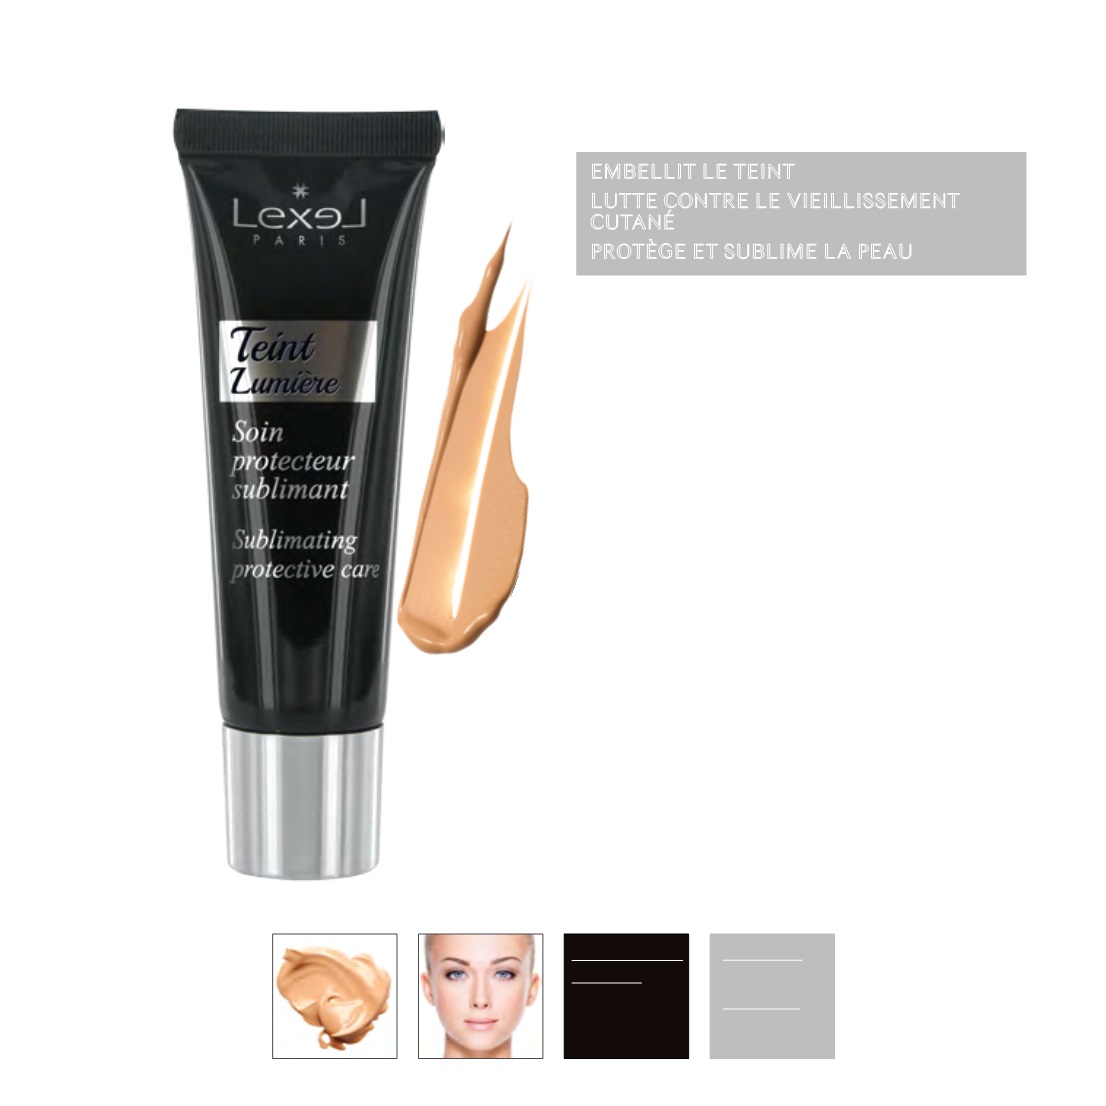 Lexel
PARIS
Teint
Lumière
Soin
protecteur
sublimant
Sublimating
protective care
EMBELLIT LE TEINT
LUTTE CONTRE LE VIEILLISSEMENT
CUTANÉ
PROTÈGE ET SUBLIME LA PEAU